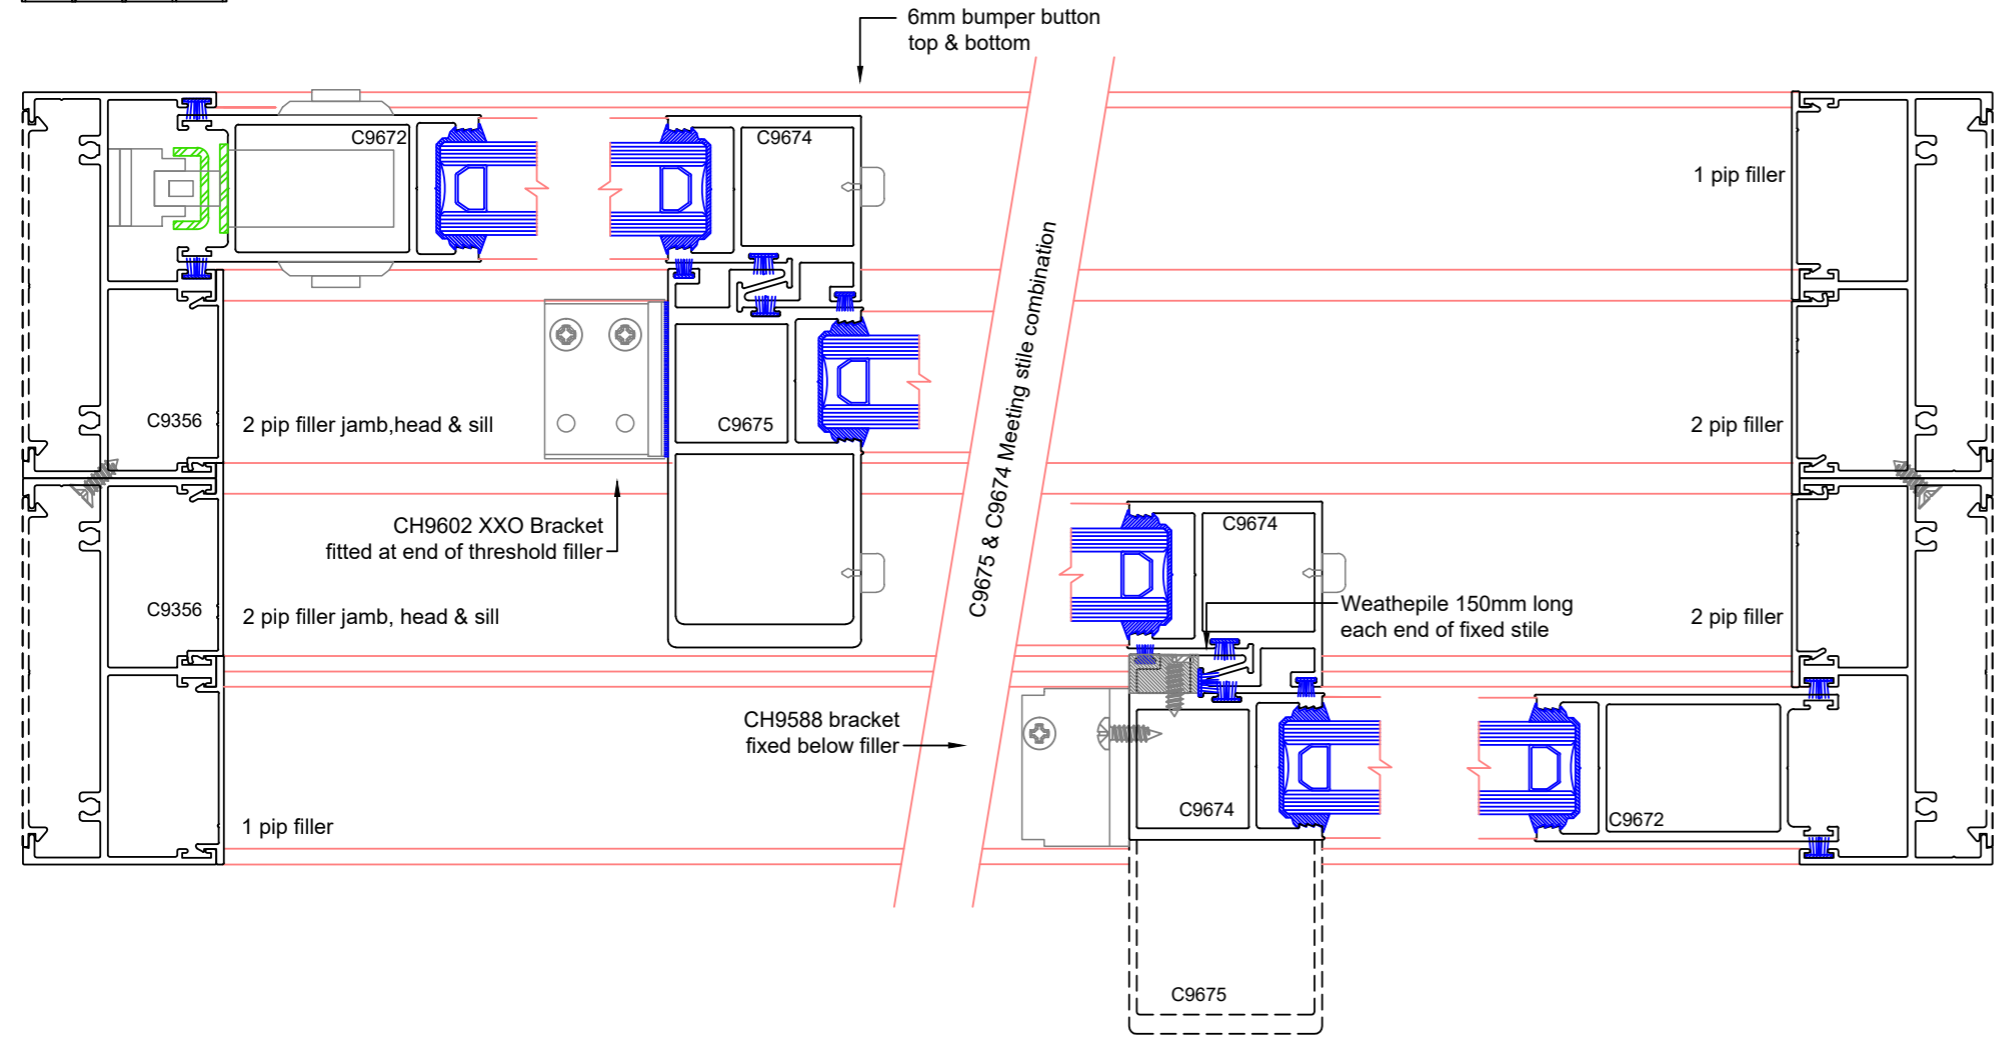 6mm bumper button
top & bottom
C9672
C9674
1 pip filler
C9675 & C9674 Meeting stile combination
C9356
2 pip filler jamb,head & sill
C9675
2 pip filler
CH9602 XXO Bracket
fitted at end of threshold filler
C9674
C9356
2 pip filler jamb, head & sill
Weathepile 150mm long
each end of fixed stile
2 pip filler
CH9588 bracket
fixed below filler
C9674
C9672
1 pip filler
C9675